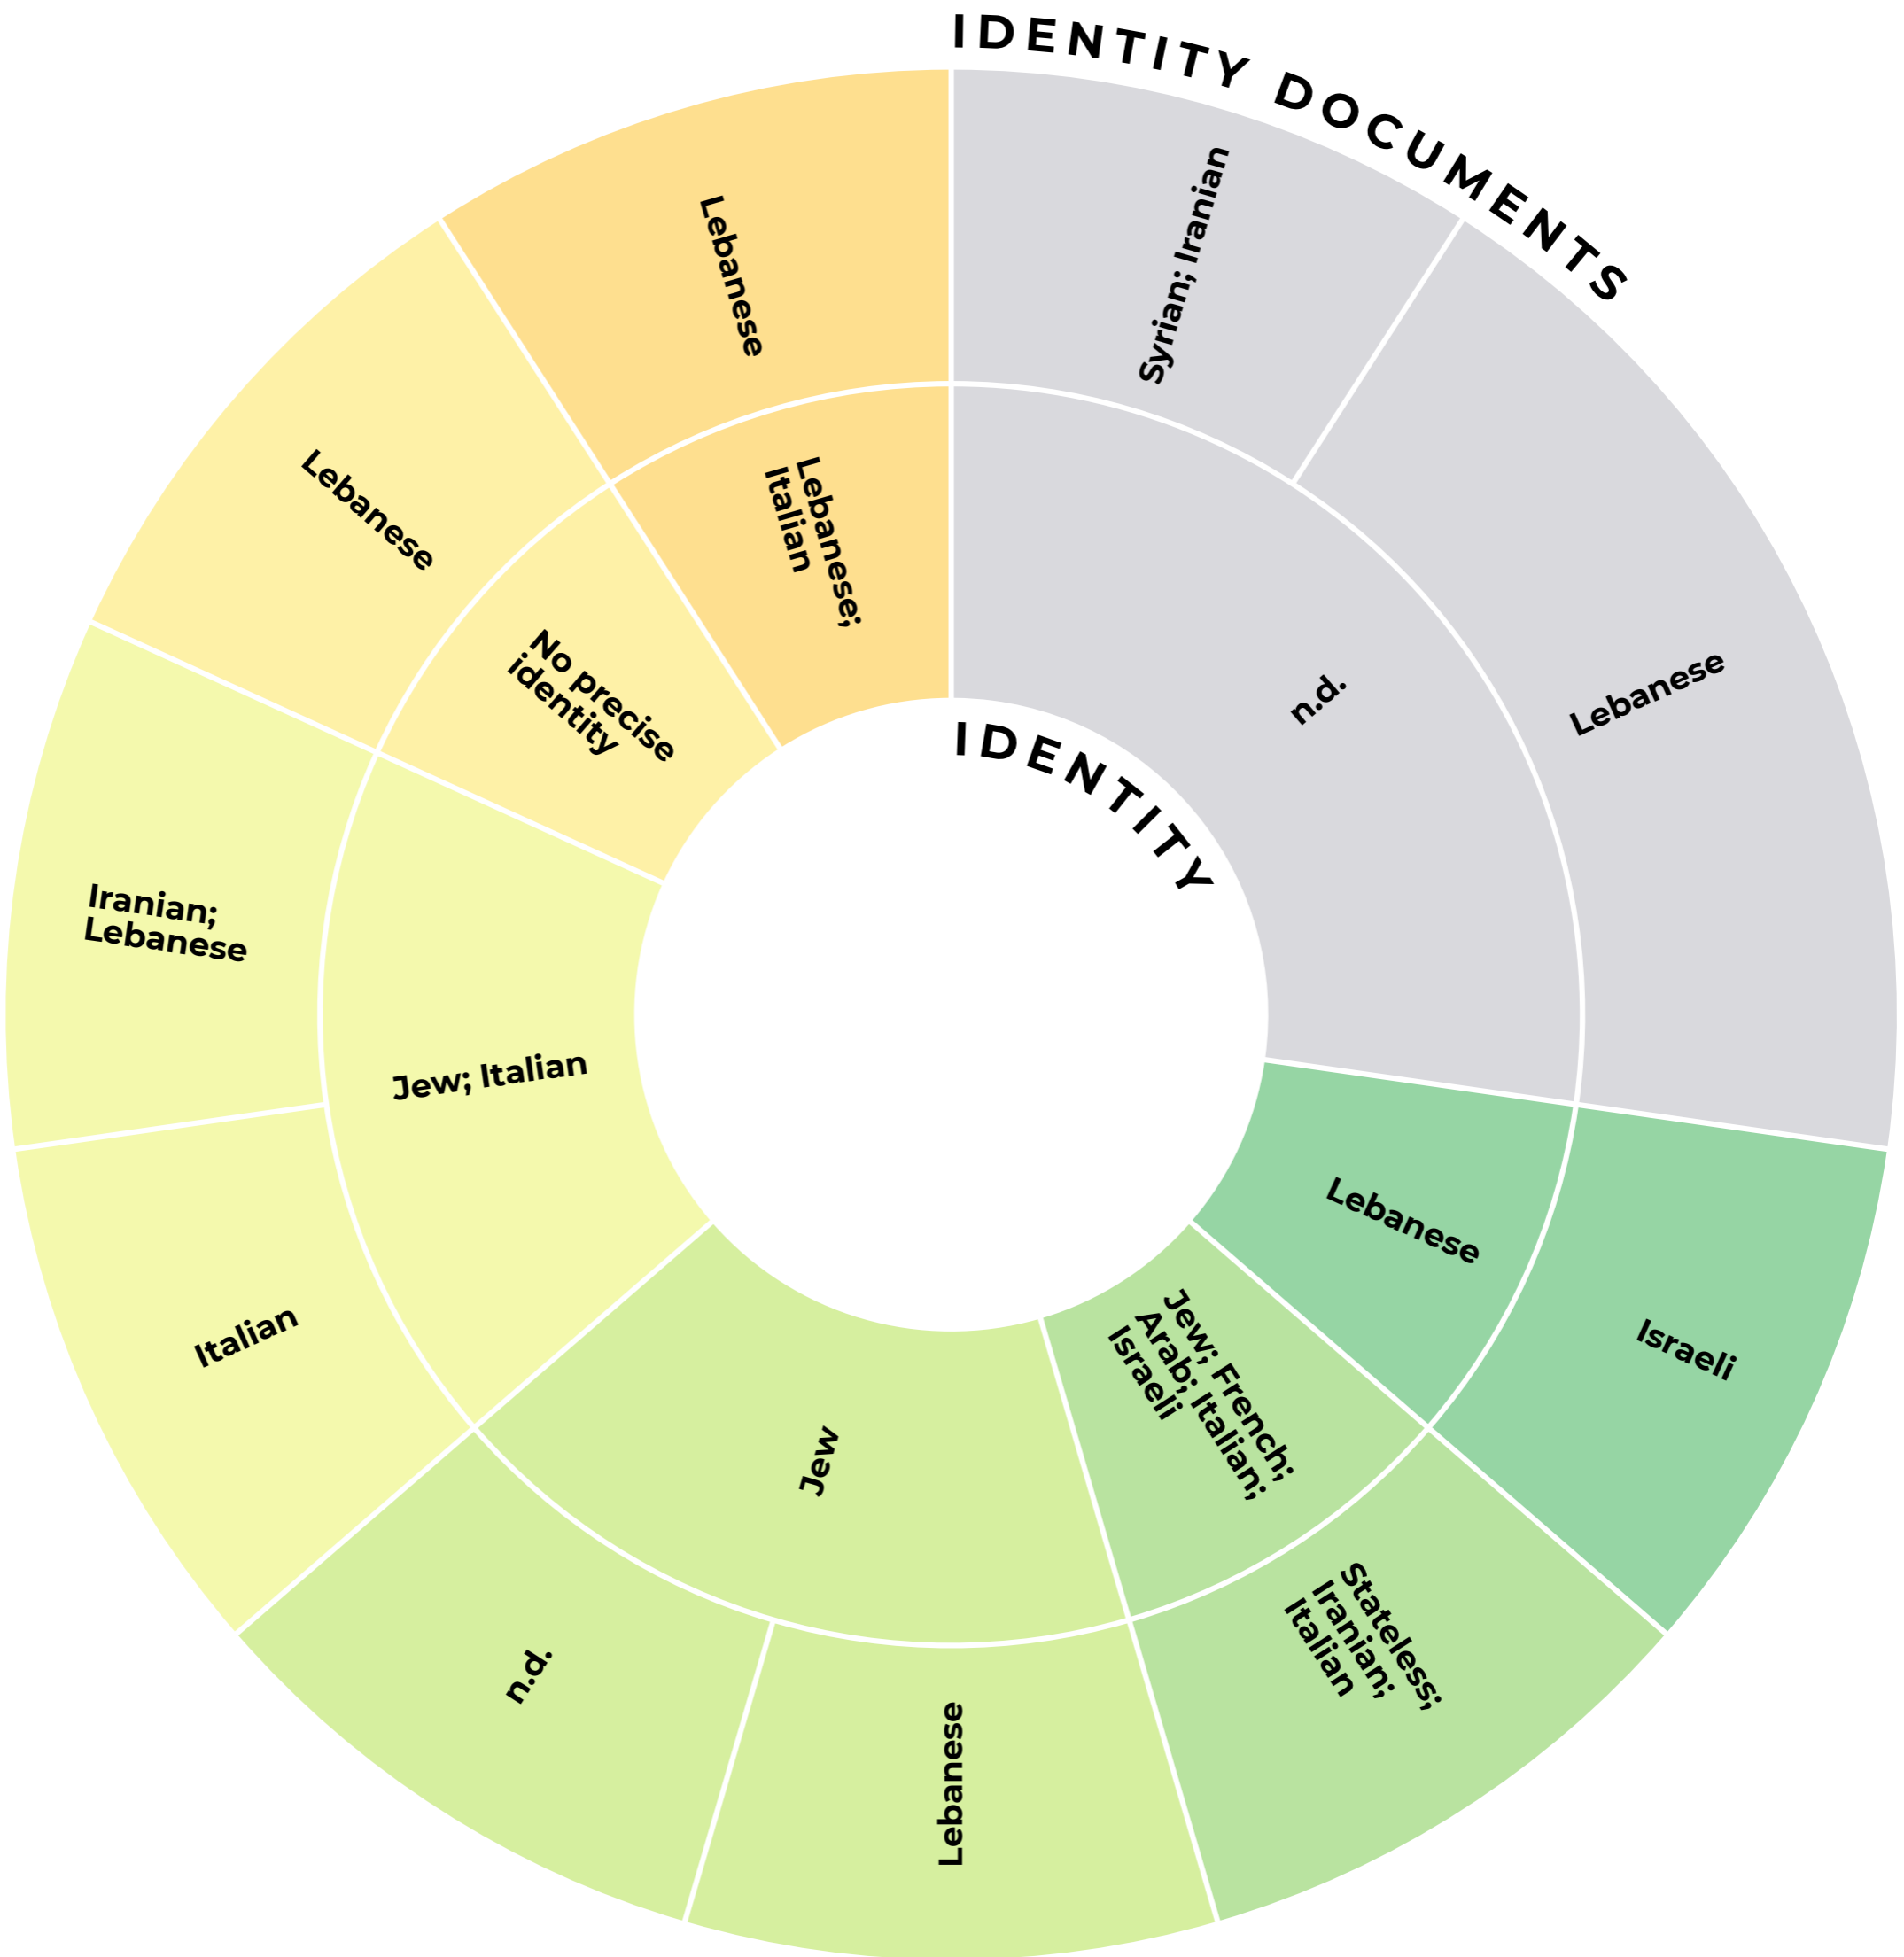 IDENTITY DOCUMENTS
Syrian; Iranian
Lebanese
Israeli
Stateless;
Iranian;
Italian
Lebanese
n.d.
Italian
Iranian;
Lebanese
Lebanese
Lebanese
IDENTITY
n.d.
Lebanese
Jew; French;
Arab; Italian;
Israeli
Jew
Jew; Italian
No precise
identity
Lebanese;
Italian